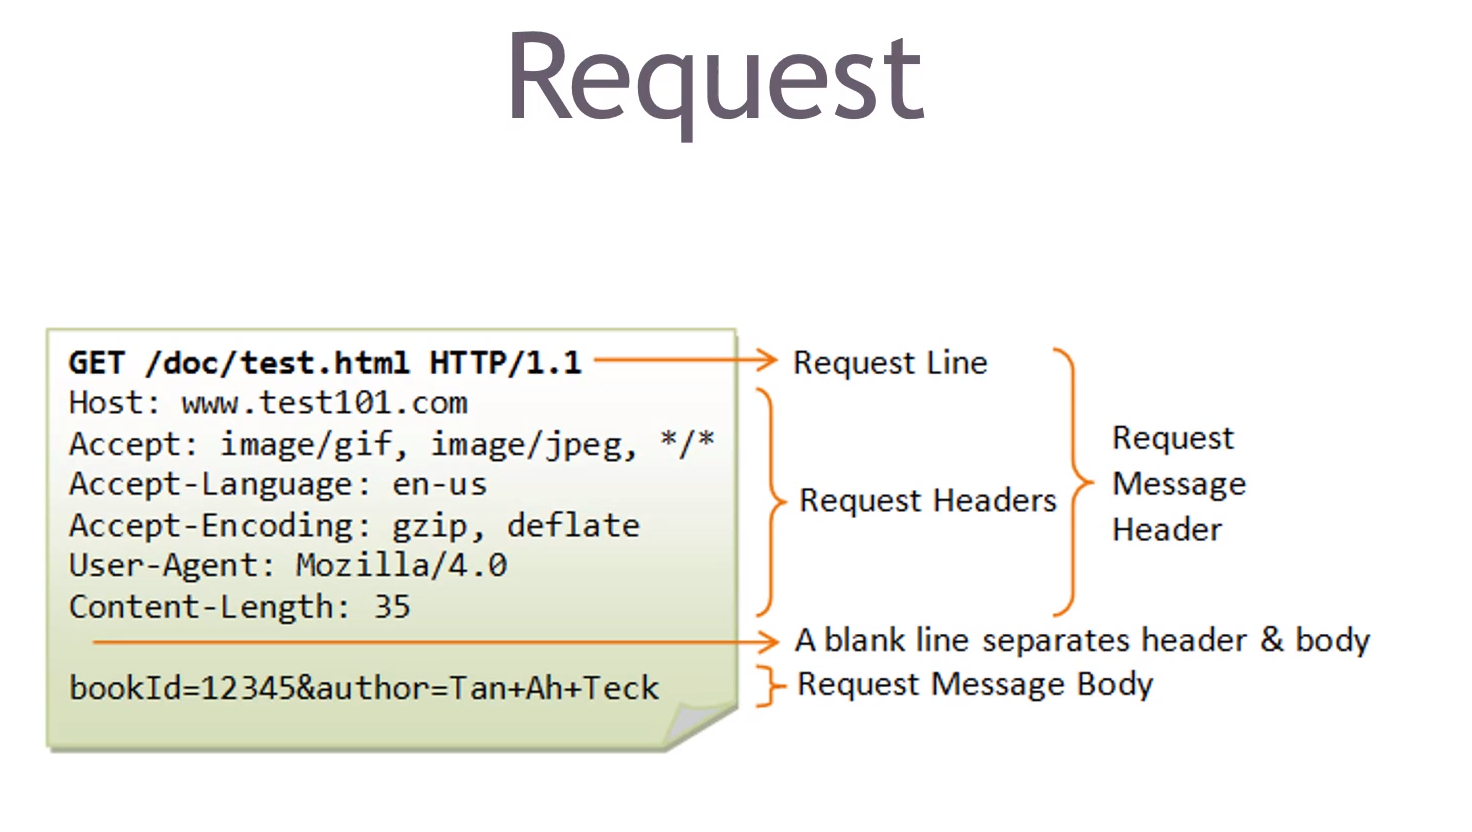 Request
GET /doc/test.html HTTP/1.1
Host: www.test101.com
Accept: image/gif, image/jpeg, */*
Accept-Language: en-us
Accept-Encoding: gzip, deflate
User-Agent: Mozilla/4.0
Content-Length: 35
bookId=12345&author=Tan+Ah+Teck
Request Line
Request Headers
Request
Message
Header
A blank line separates header & body
Request Message Body